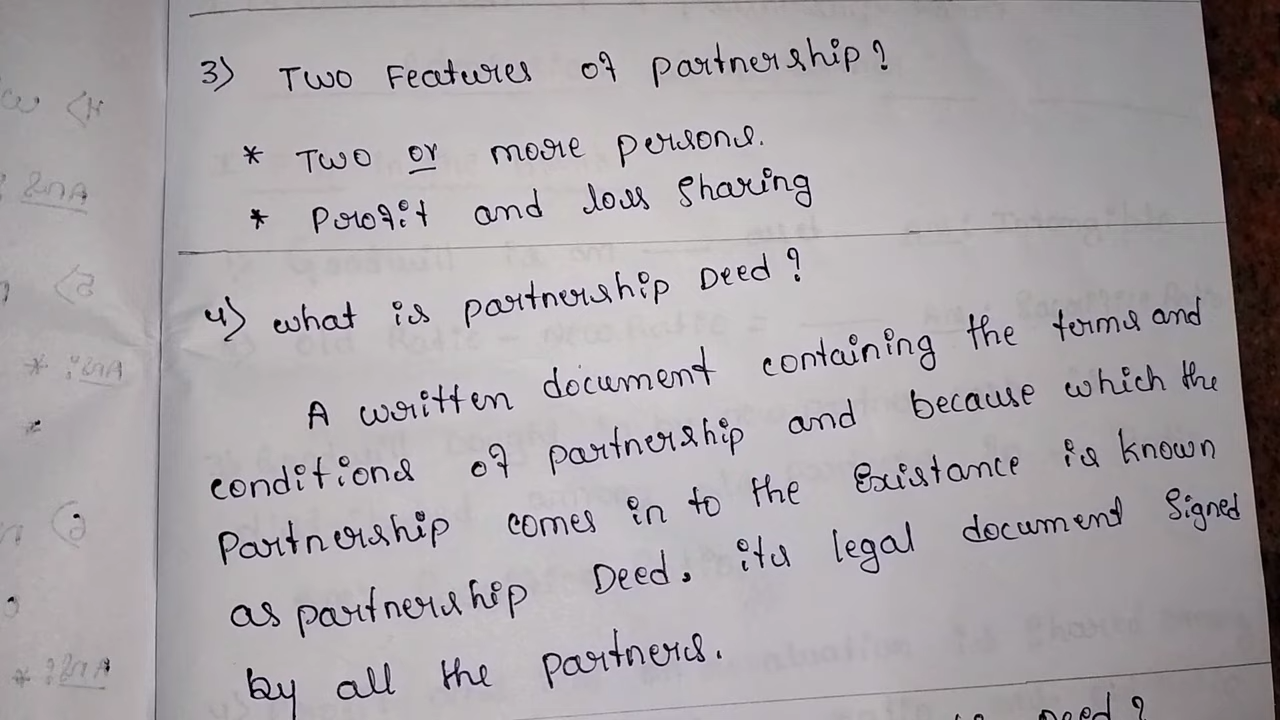 3) Two Features of partnership?
* Two or more persons.
* Profit and loss Sharing
4) what is partnership Deed?
A written document containing the terms and
conditions of partnership and because which the
Partnership comes in to the Existance is known
as partnership Deed. its legal document Signed
by all the partners.